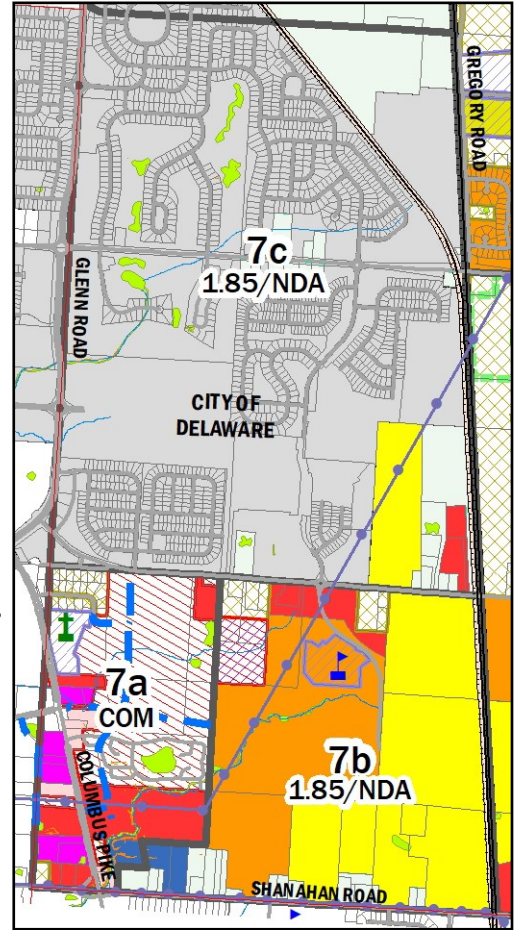 GREGORY ROAD
7c
1.85/NDA
GLENN ROAD
CITY OF
DELAWARE
7a
COM
7b
1.85/NDA
COLUMBUS PIKE
SHANAHAN ROAD